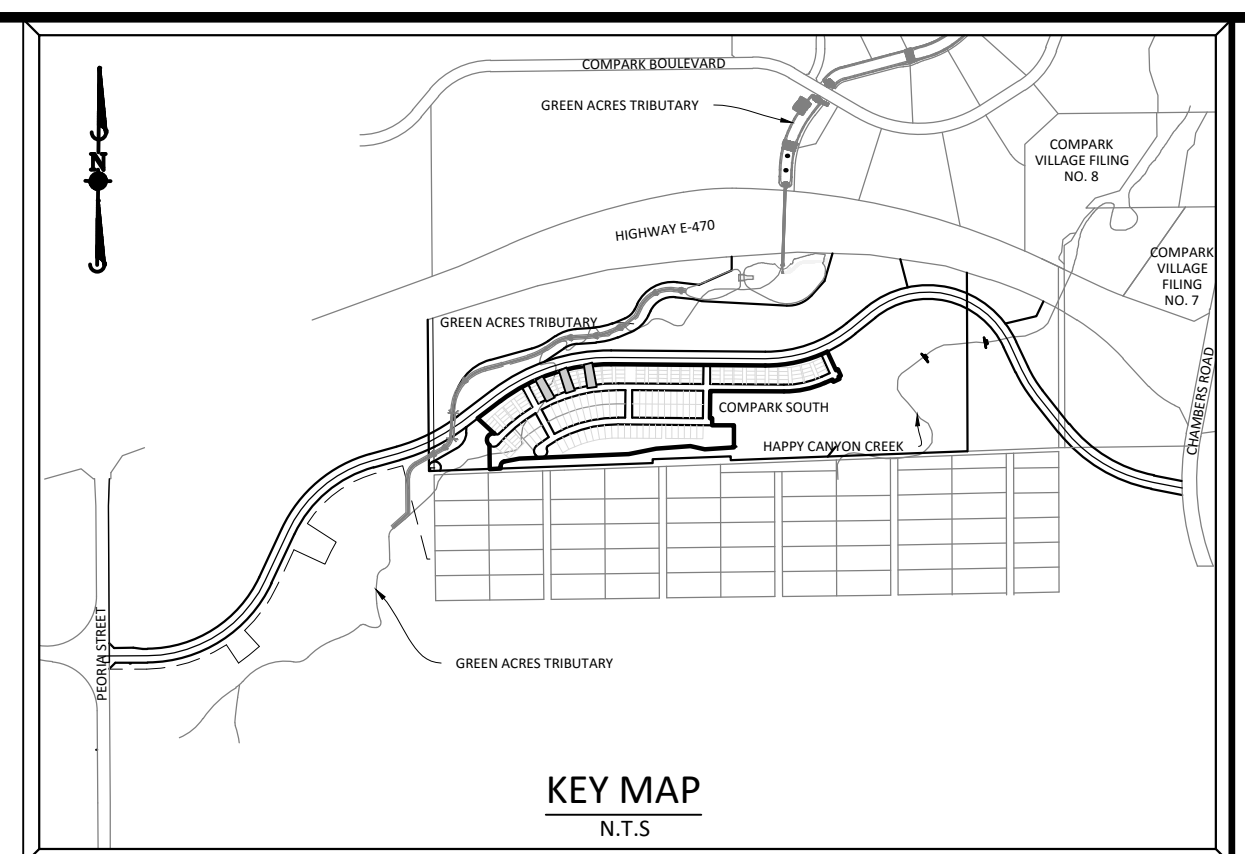 COMPARK BOULEVARD
GREEN ACRES TRIBUTARY
N
COMPARK
VILLAGE FILING
NO. 8
HIGHWAY E-470
COMPARK
VILLAGE
FILING
NO. 7
GREEN ACRES TRIBUTARY
CHAMBERS ROAD
COMPARK SOUTH
HAPPY CANYON CREEK
PEORIA STREET
GREEN ACRES TRIBUTARY
KEY MAP
N.T.S